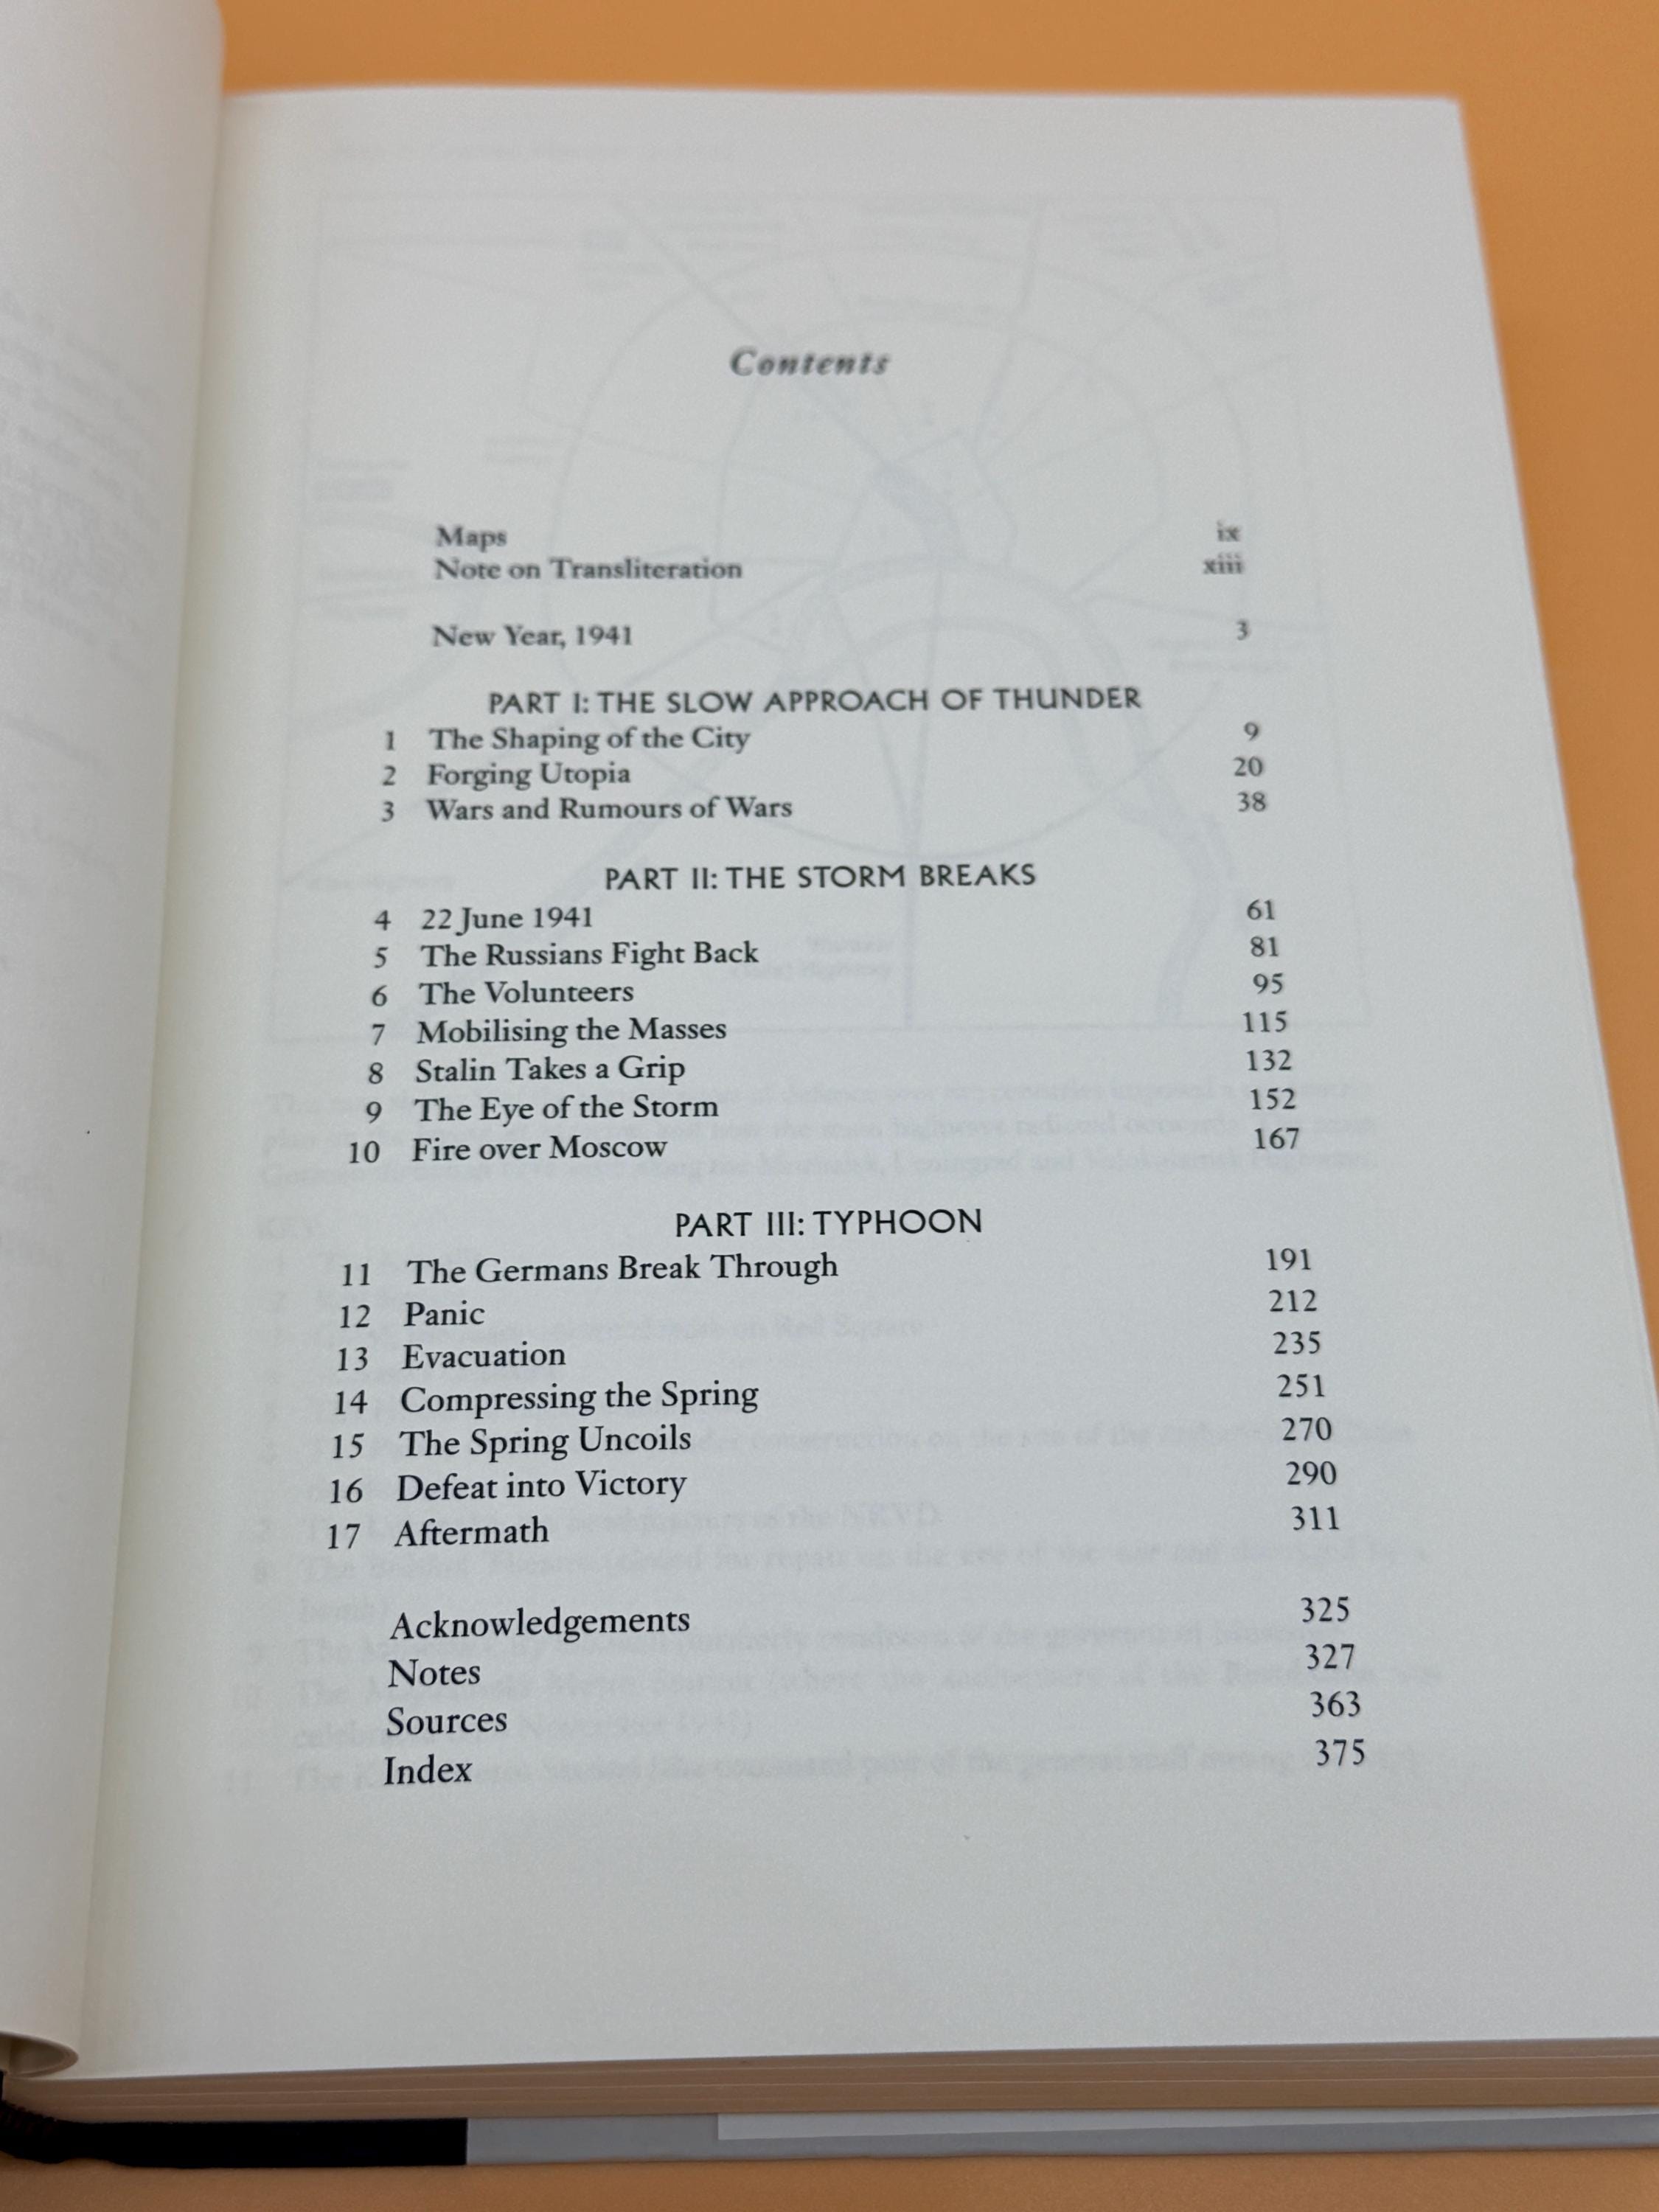 Contents
Maps ix
Note on Transliteration xiii
New Year, 1941 3
PART I: THE SLOW APPROACH OF THUNDER
1 The Shaping of the City 9
2 Forging Utopia 20
3 Wars and Rumours of Wars 38
PART II: THE STORM BREAKS
4 22 June 1941 61
5 The Russians Fight Back 81
6 The Volunteers 95
7 Mobilising the Masses 115
8 Stalin Takes a Grip 132
9 The Eye of the Storm 152
10 Fire over Moscow 167
PART III: TYPHOON
11 The Germans Break Through 191
12 Panic 212
13 Evacuation 235
14 Compressing the Spring 251
15 The Spring Uncoils 270
16 Defeat into Victory 290
17 Aftermath 311
Acknowledgements 325
Notes 327
Sources 363
Index 375